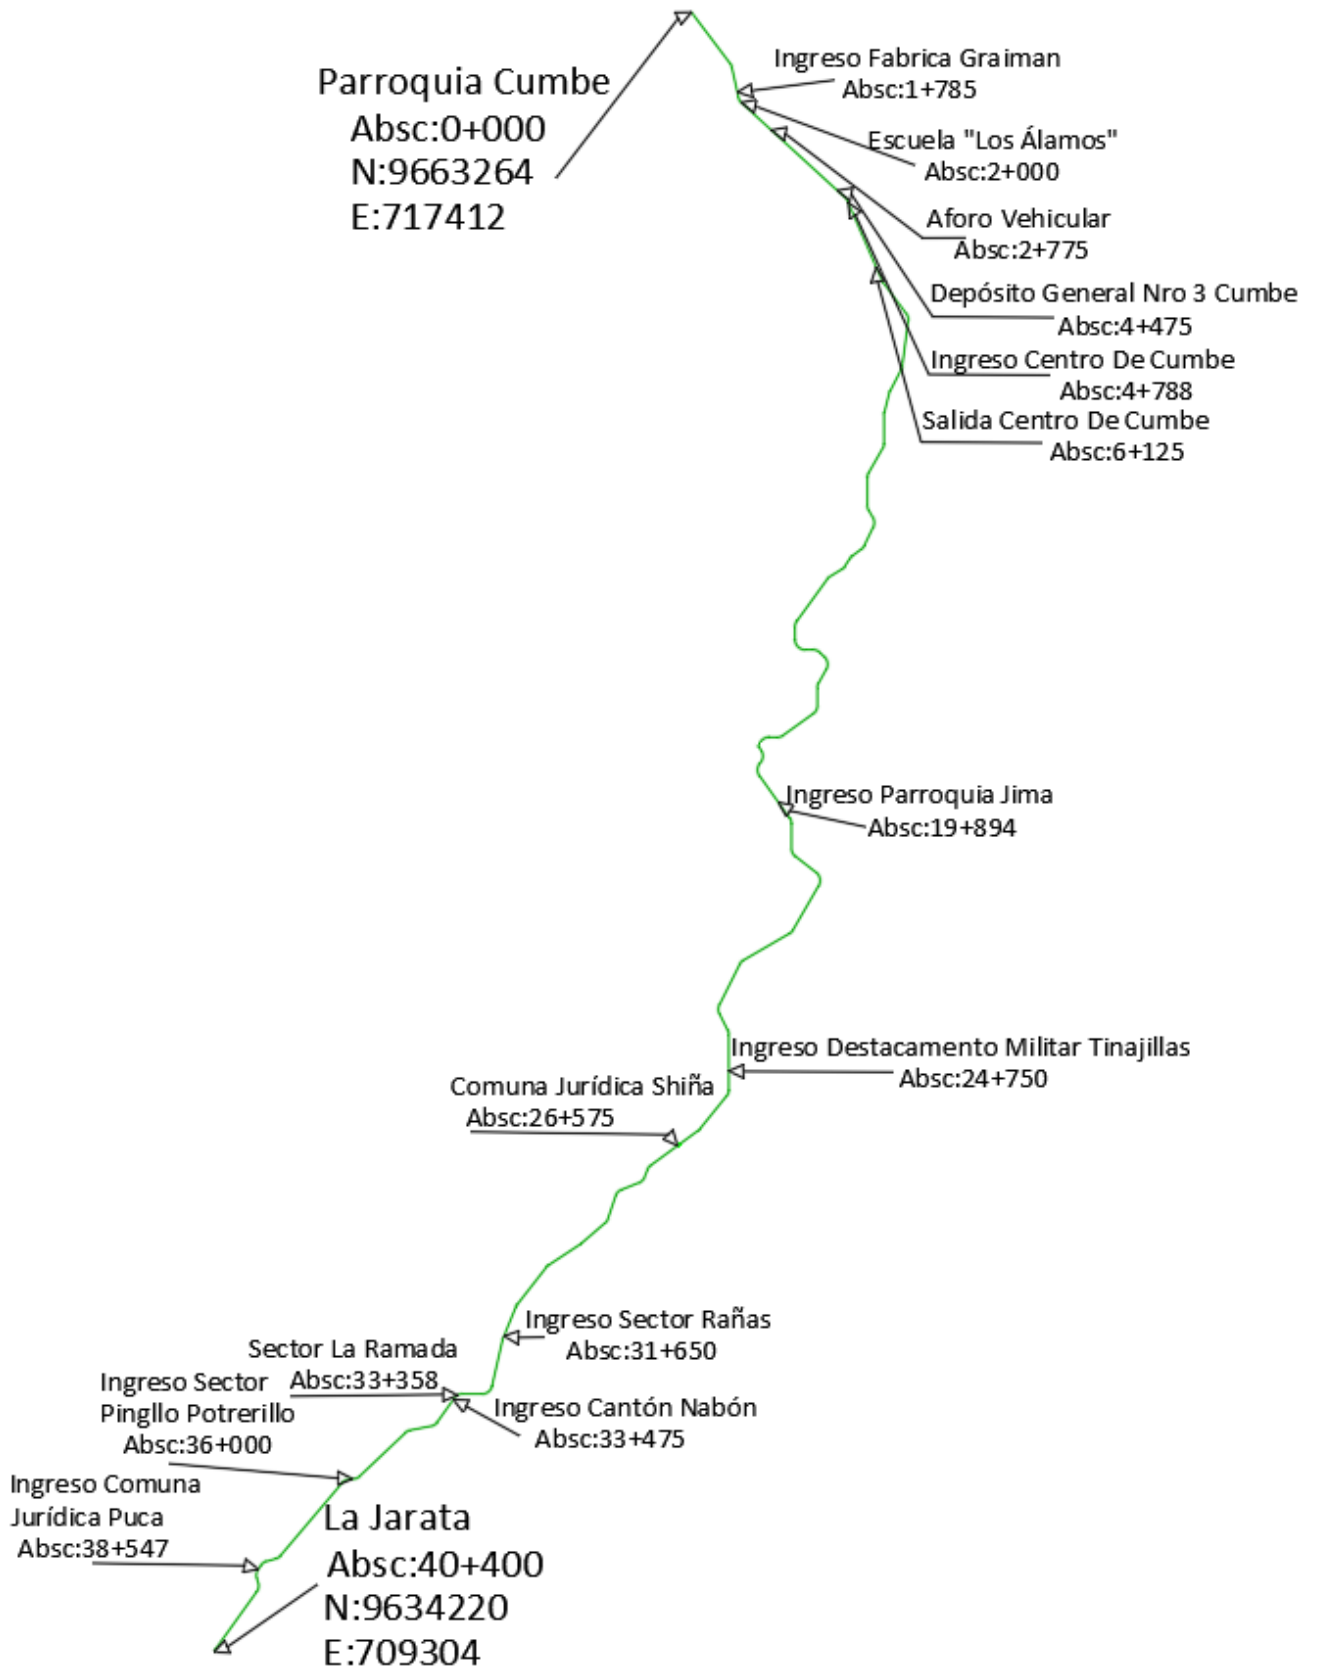 Parroquia Cumbe
Absc:0+000
N:9663264
E:717412
Ingreso Fabrica Graiman
Absc:1+785
Escuela "Los Álamos"
Absc:2+000
Aforo Vehicular
Absc:2+775
Depósito General Nro 3 Cumbe
Absc:4+475
Ingreso Centro De Cumbe
Absc:4+788
Salida Centro De Cumbe
Absc:6+125
Ingreso Parroquia Jima
Absc:19+894
Ingreso Destacamento Militar Tinajillas
Absc:24+750
Comuna Jurídica Shiña
Absc:26+575
Ingreso Sector Rañas
Absc:31+650
Sector La Ramada
Absc:33+358
Ingreso Cantón Nabón
Absc:33+475
Ingreso Sector
Pingllo Potrerillo
Absc:36+000
Ingreso Comuna
Jurídica Puca
Absc:38+547
La Jarata
Absc:40+400
N:9634220
E:709304